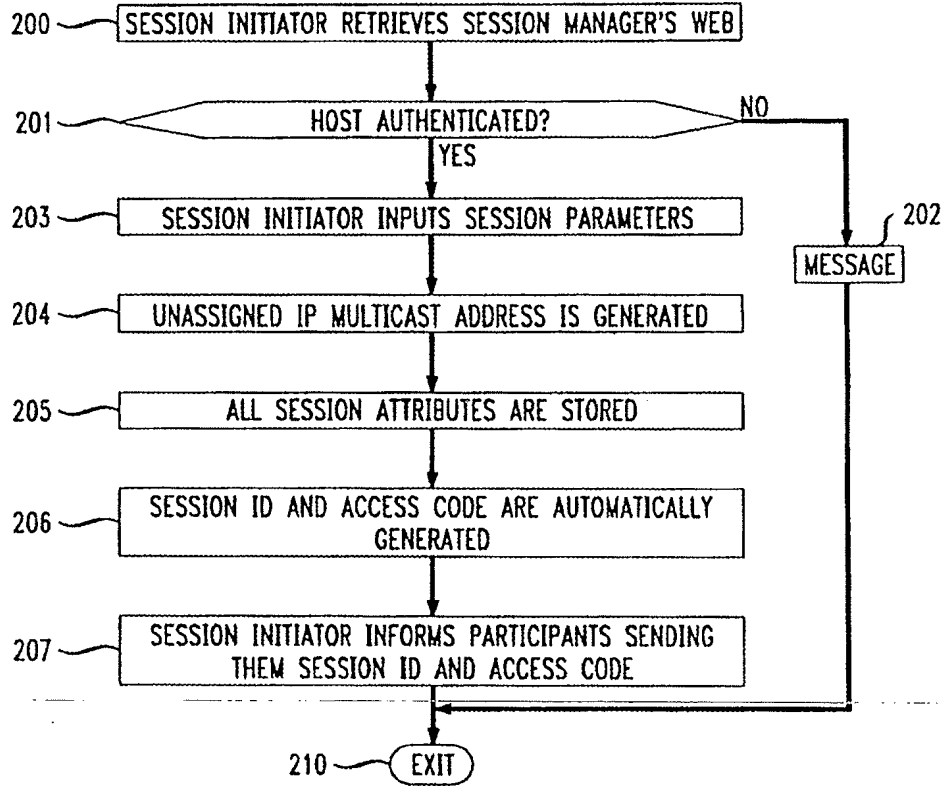 200 SESSION INITIATOR RETRIEVES SESSION MANAGER'S WEB
201 HOST AUTHENTICATED? NO
YES
203 SESSION INITIATOR INPUTS SESSION PARAMETERS 202
MESSAGE
204 UNASSIGNED IP MULTICAST ADDRESS IS GENERATED
205 ALL SESSION ATTRIBUTES ARE STORED
206 SESSION ID AND ACCESS CODE ARE AUTOMATICALLY
GENERATED
207 SESSION INITIATOR INFORMS PARTICIPANTS SENDING
THEM SESSION ID AND ACCESS CODE
210 EXIT